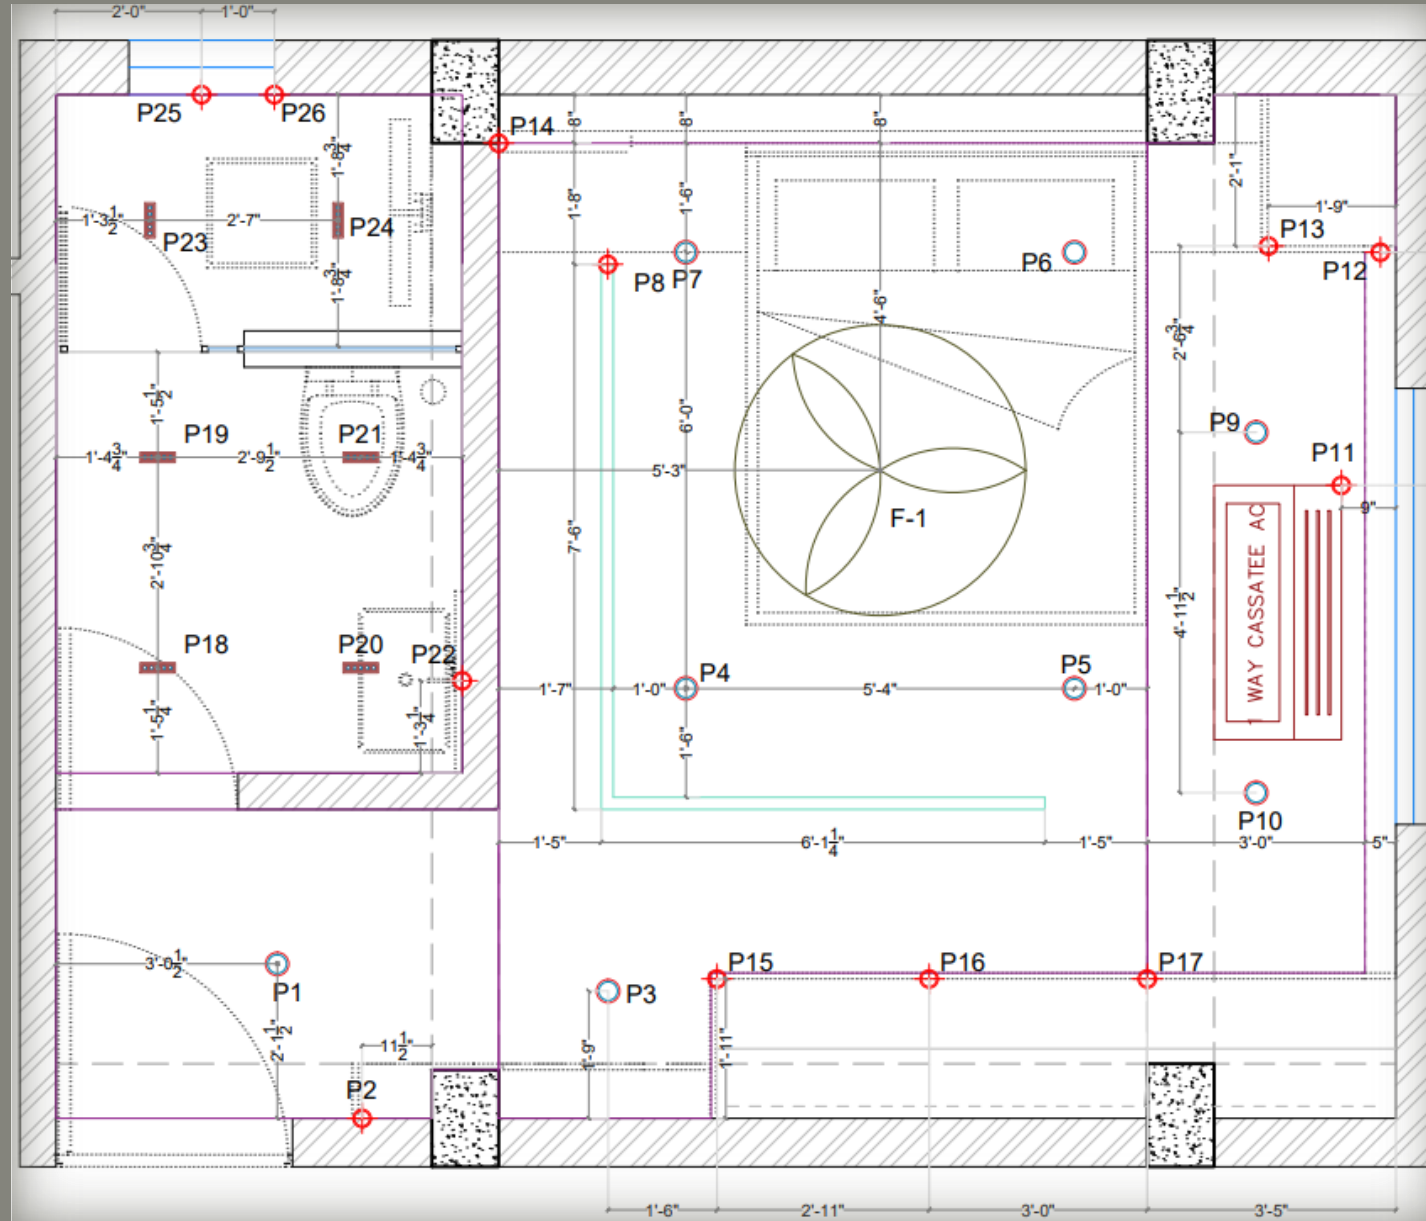 2'-0" 1'-0"
P25 P26
P14
8" 8" 8"
1'-8¾"
1'-8" 1'-6" 2'-1"
1'-3½" 2'-7" P24
P23
1'-9"
P13
P12
P8 P7 P6
1'-8¾"
4'-6"
2'-6¾"
1'-5½"
P19 P21
6'-0"
P9
1'-4¾" 2'-9½" 1'-4¾"
5'-3"
P11
F-1
9"
7'-6"
2'-10¾"
1 WAY CASSATEE AC
4'-11½"
P18 P20 P22
P4 P5
1'-7" 1'-0" 5'-4" 1'-0"
1'-5¼" 1'-3¼"
1'-6"
P10
1'-5" 6'-1¼" 1'-5" 3'-0" 5"
3'-0½"
P15 P16 P17
P1 P3
2'-1½"
11½" 1'-9" 1'-11"
P2
1'-6" 2'-11" 3'-0" 3'-5"